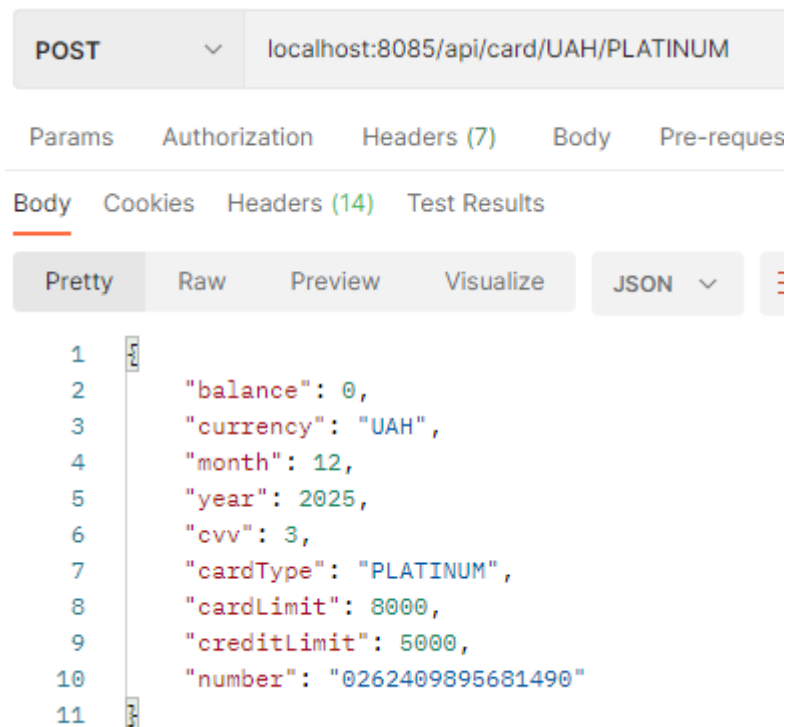 POST localhost:8085/api/card/UAH/PLATINUM
Params Authorization Headers (7) Body Pre-reques
Body Cookies Headers (14) Test Results
Pretty Raw Preview Visualize JSON
1 {
2 "balance": 0,
3 "currency": "UAH",
4 "month": 12,
5 "year": 2025,
6 "cvv": 3,
7 "cardType": "PLATINUM",
8 "cardLimit": 8000,
9 "creditLimit": 5000,
10 "number": "0262409895681490"
11 }